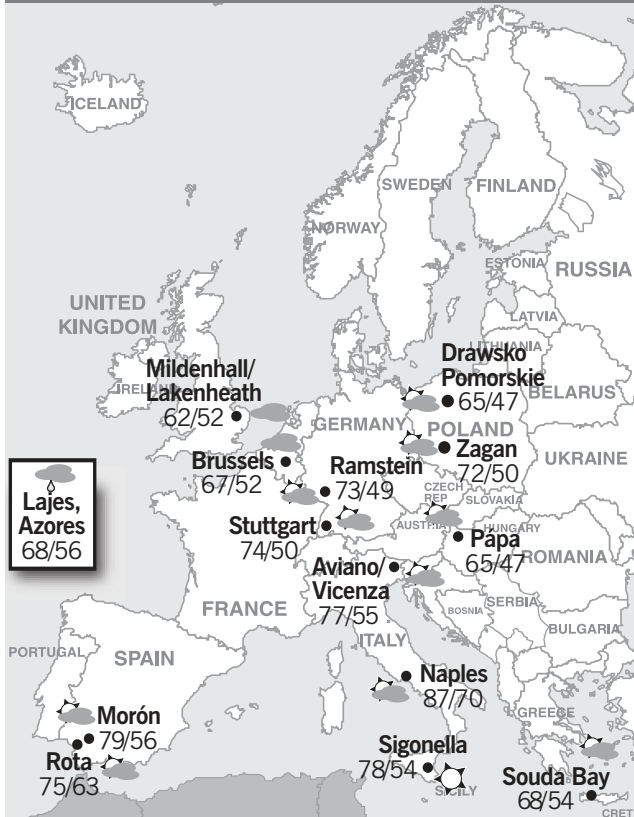 ICELAND
SWEDEN
FINLAND
NORWAY
ESTONIA
RUSSIA
LATVIA
LITHUANIA
UNITED
KINGDOM
IRELAND
Mildenhall/
Lakenheath
62/52
Drawsko
Pomorskie
65/47
BELARUS
GERMANY
POLAND
Zagan
72/50
UKRAINE
Brussels
67/52
Ramstein
73/49
CZECH
REP
SLOVAKIA
Lajes,
Azores
68/56
Stuttgart
74/50
AUSTRIA
HUNGARY
Pápa
65/47
ROMANIA
Aviano/
Vicenza
77/55
FRANCE
BOSNIA
SERBIA
BULGARIA
ITALY
PORTUGAL
SPAIN
Naples
87/70
GREECE
Morón
79/56
Rota
75/63
Sigonella
78/54
SICILY
Souda Bay
68/54
CRET